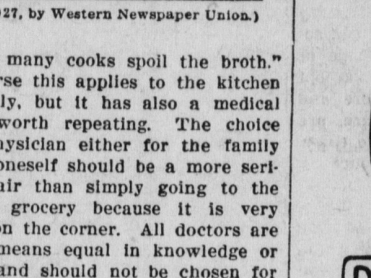 27, by Western Newspaper Union.)
many cooks spoil the broth."
rse this applies to the kitchen
ly, but it has also a medical
worth repeating. The choice
hysician either for the family
oneself should be a more seri-
air than simply going to the
grocery because it is very
on the corner. All doctors are
means equal in knowledge or
and should not be chosen for